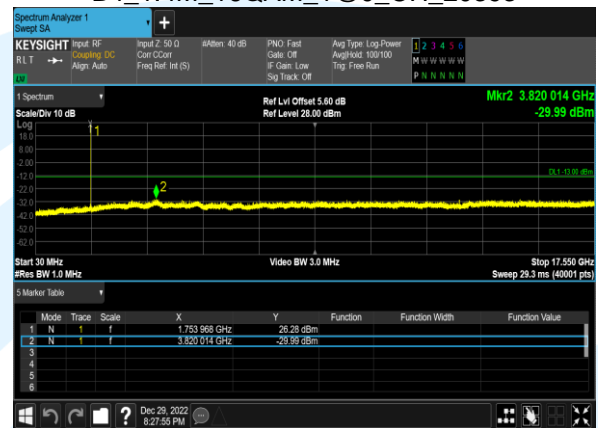 Spectrum Analyzer 1
Swept SA
KEYSIGHT Input: RF Input Z: 50 Ω #Atten: 40 dB PNO: Fast Avg Type: Log-Power 1 2 3 4 5 6
RLT Coupling: DC Corr CCorr Gate: Off Avg|Hold: 100/100 M W W W W W
Align: Auto Freq Ref: Int (S) IF Gain: Low Trig: Free Run P N N N N N
Sig Track: Off
1 Spectrum Ref Lvl Offset 5.60 dB Mkr2 3.820 014 GHz
Scale/Div 10 dB Ref Level 28.00 dBm -29.99 dBm
Log
18.0 1
8.00
-2.00
-12.0 DL1 -13.00 dBm
-22.0 2
-32.0
-42.0
-52.0
-62.0
Start 30 MHz Video BW 3.0 MHz Stop 17.550 GHz
#Res BW 1.0 MHz Sweep 29.3 ms (40001 pts)
5 Marker Table
Mode Trace Scale X Y Function Function Width Function Value
1 N 1 f 1.753 968 GHz 26.28 dBm
2 N 1 f 3.820 014 GHz -29.99 dBm
3
4
5
6
Dec 29, 2022
8:27:55 PM